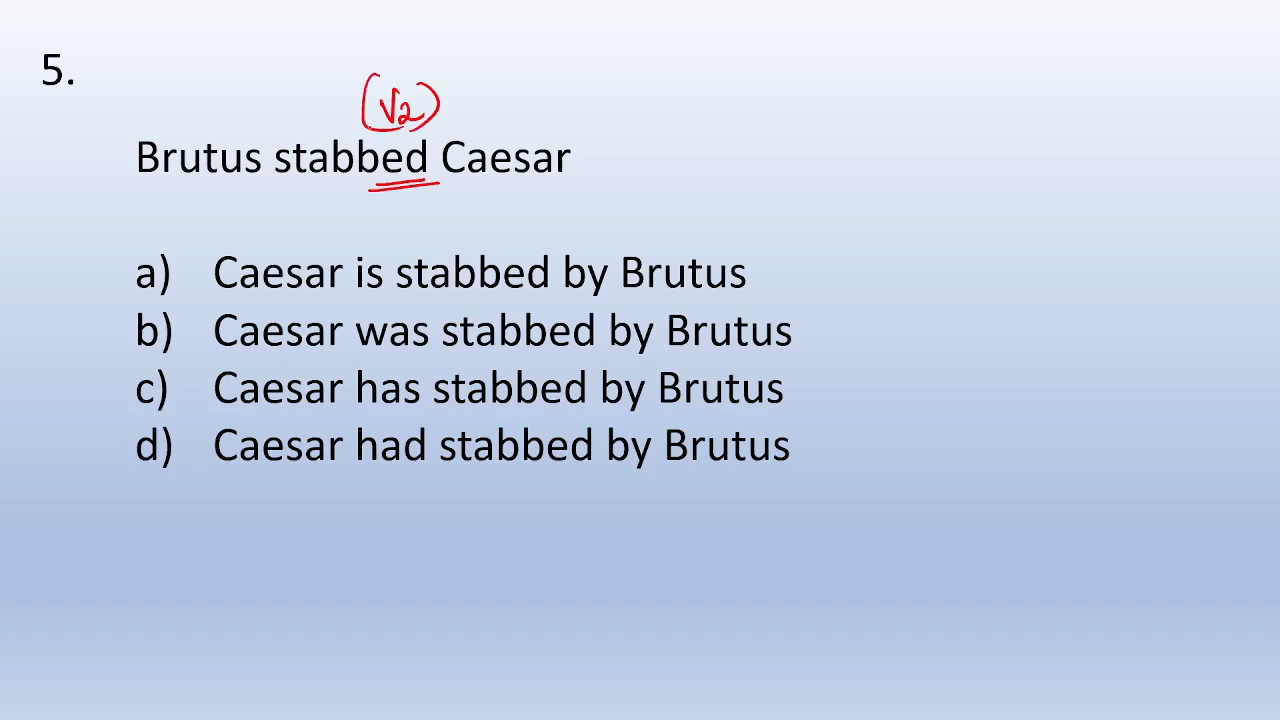 5.
(V2)
Brutus stabbed Caesar
a) Caesar is stabbed by Brutus
b) Caesar was stabbed by Brutus
c) Caesar has stabbed by Brutus
d) Caesar had stabbed by Brutus